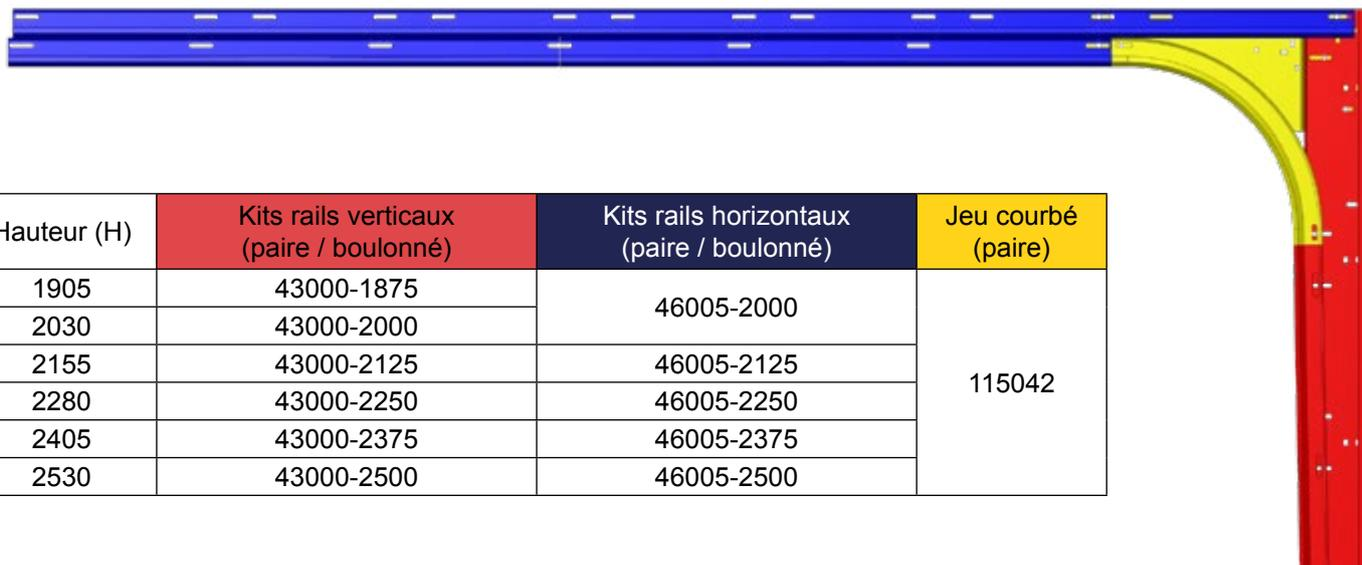 Hauteur (H)
Kits rails verticaux
(paire / boulonné)
Kits rails horizontaux
(paire / boulonné)
Jeu courbé
(paire)
1905 43000-1875 46005-2000 115042
2030 43000-2000
2155 43000-2125 46005-2125
2280 43000-2250 46005-2250
2405 43000-2375 46005-2375
2530 43000-2500 46005-2500